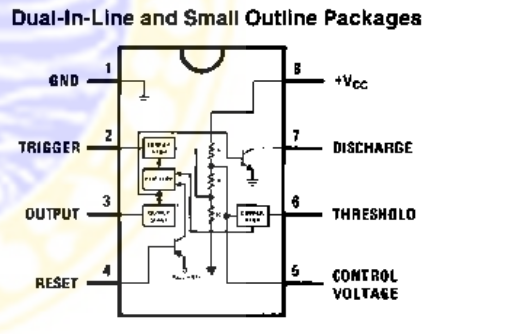 Dual-In-Line and Small Outline Packages
1
GND
8
+VCC
2
TRIGGER
7
DISCHARGE
3
OUTPUT
6
THRESHOLD
4
RESET
5
CONTROL
VOLTAGE